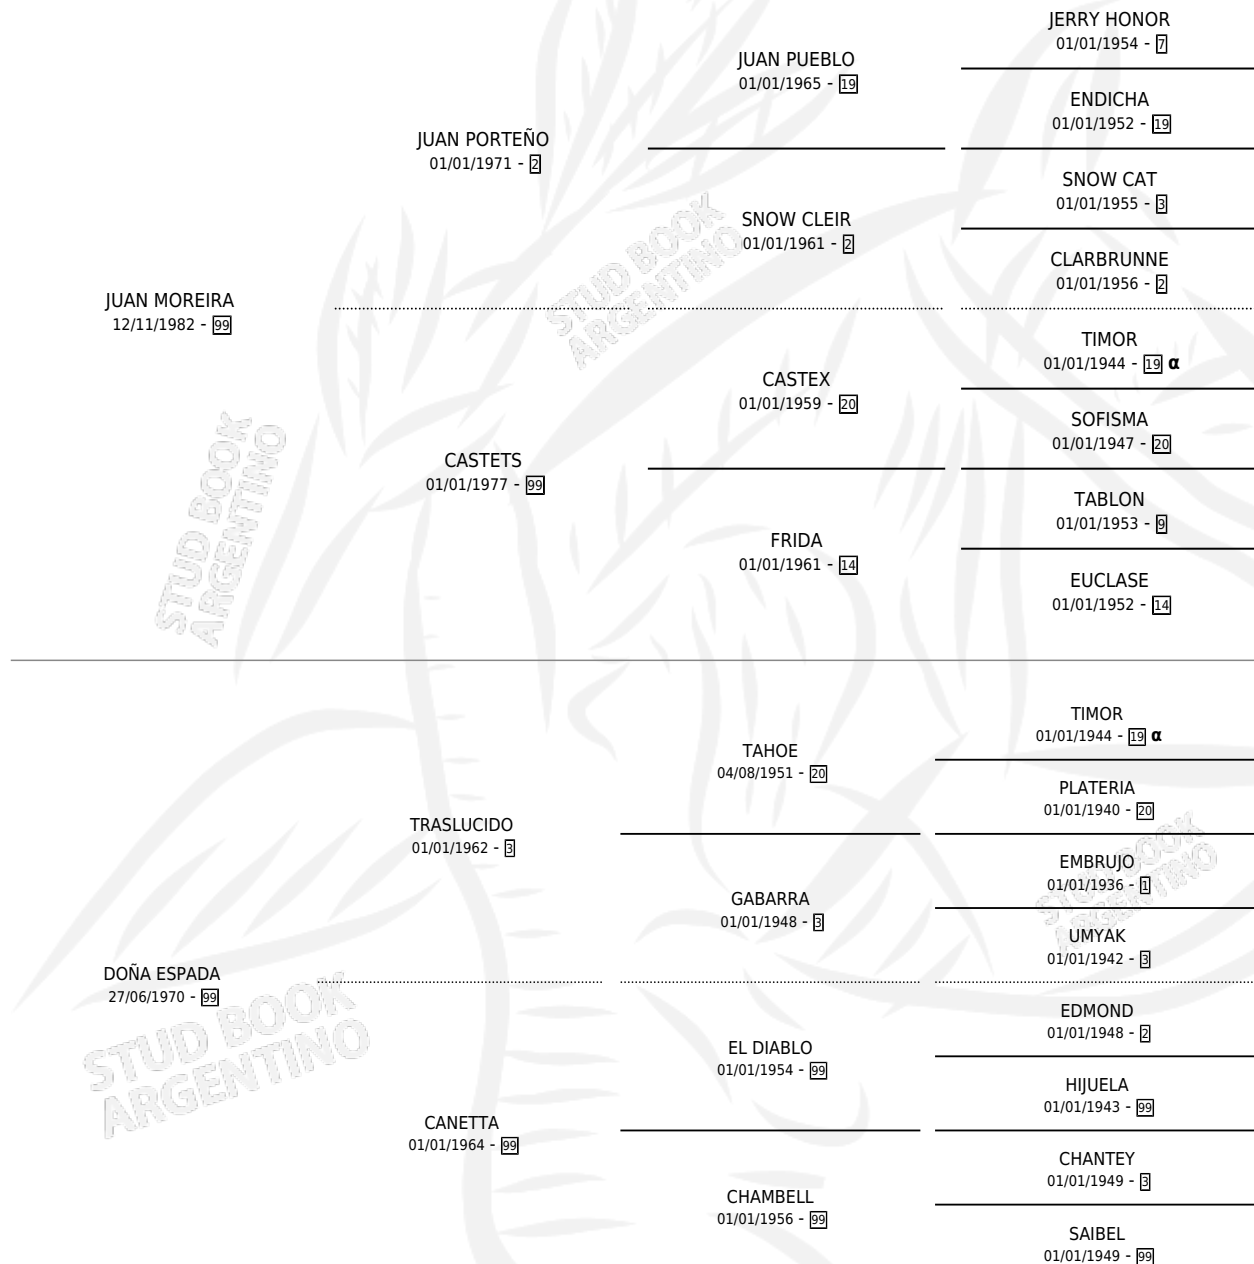 JERRY HONOR
01/01/1954 - 7
JUAN PUEBLO
01/01/1965 - 19
ENDICHA
01/01/1952 - 19
JUAN PORTEÑO
01/01/1971 - 2
SNOW CAT
01/01/1955 - 3
SNOW CLEIR
01/01/1961 - 2
CLARBRUNNE
01/01/1956 - 2
JUAN MOREIRA
12/11/1982 - 99
TIMOR
01/01/1944 - 19 α
CASTEX
01/01/1959 - 20
SOFISMA
01/01/1947 - 20
CASTETS
01/01/1977 - 99
TABLON
01/01/1953 - 9
FRIDA
01/01/1961 - 14
EUCLASE
01/01/1952 - 14
TIMOR
01/01/1944 - 19 α
TAHOE
04/08/1951 - 20
PLATERIA
01/01/1940 - 20
TRASLUCIDO
01/01/1962 - 3
EMBRUJO
01/01/1936 - 1
GABARRA
01/01/1948 - 3
UMYAK
01/01/1942 - 3
DOÑA ESPADA
27/06/1970 - 99
EDMOND
01/01/1948 - 2
EL DIABLO
01/01/1954 - 99
HIJUELA
01/01/1943 - 99
CANETTA
01/01/1964 - 99
CHANTEY
01/01/1949 - 3
CHAMBELL
01/01/1956 - 99
SAIBEL
01/01/1949 - 99
STUD BOOK
ARGENTINO
STUD BOOK
ARGENTINO
STUD BOOK
ARGENTINO
STUD BOOK
ARGENTINO